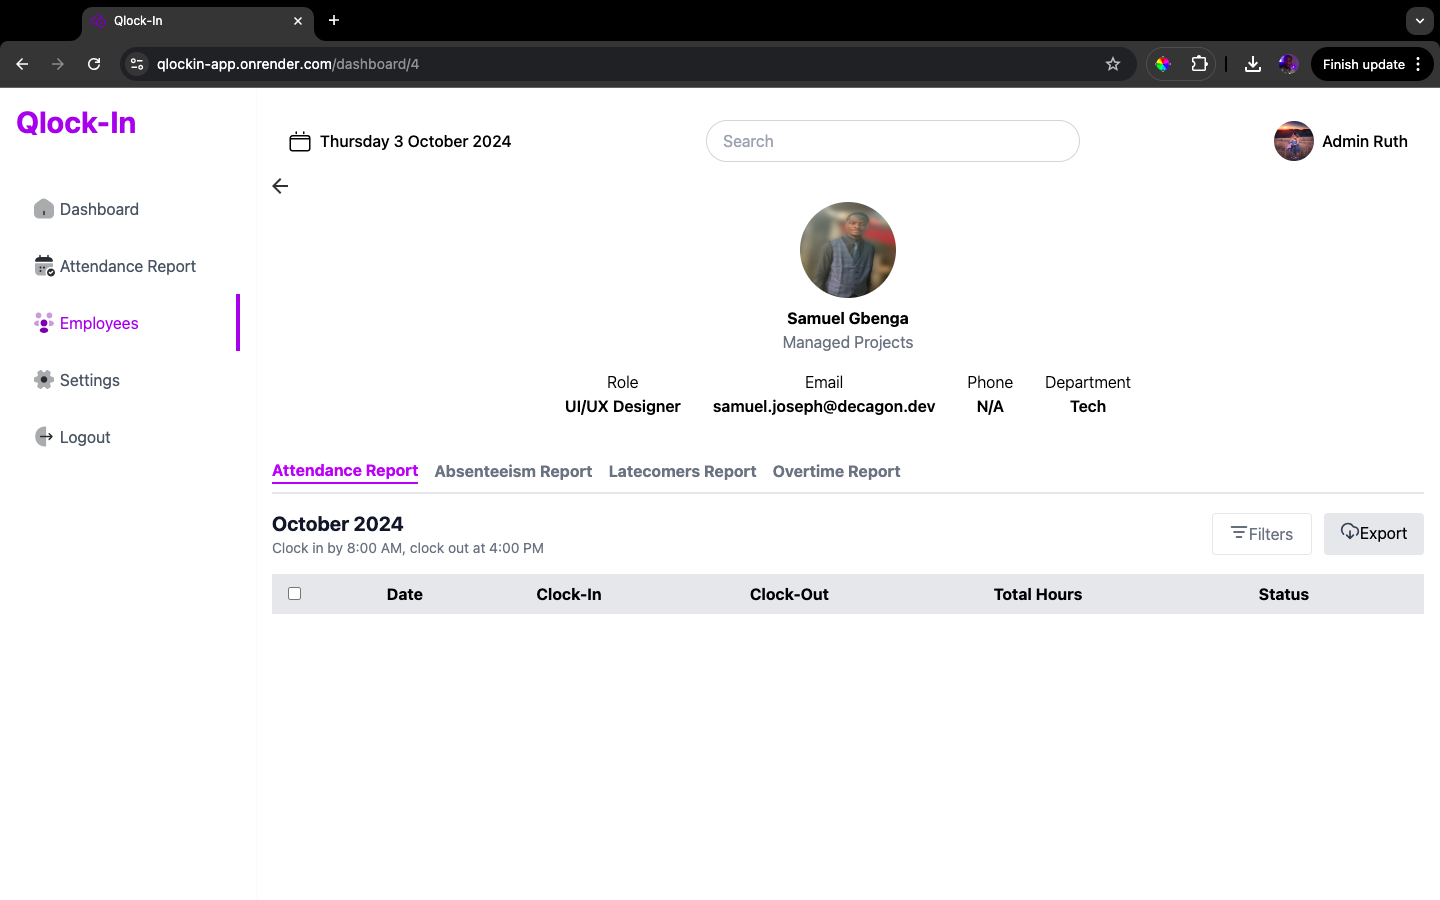 Qlock-In
qlockin-app.onrender.com/dashboard/4
Finish update
Qlock-In
Thursday 3 October 2024
Search
Admin Ruth
Dashboard
Attendance Report
Employees
Settings
Logout
Samuel Gbenga
Managed Projects
Role Email Phone Department
UI/UX Designer samuel.joseph@decagon.dev N/A Tech
Attendance Report Absenteeism Report Latecomers Report Overtime Report
October 2024
Clock in by 8:00 AM, clock out at 4:00 PM
Filters Export
Date Clock-In Clock-Out Total Hours Status